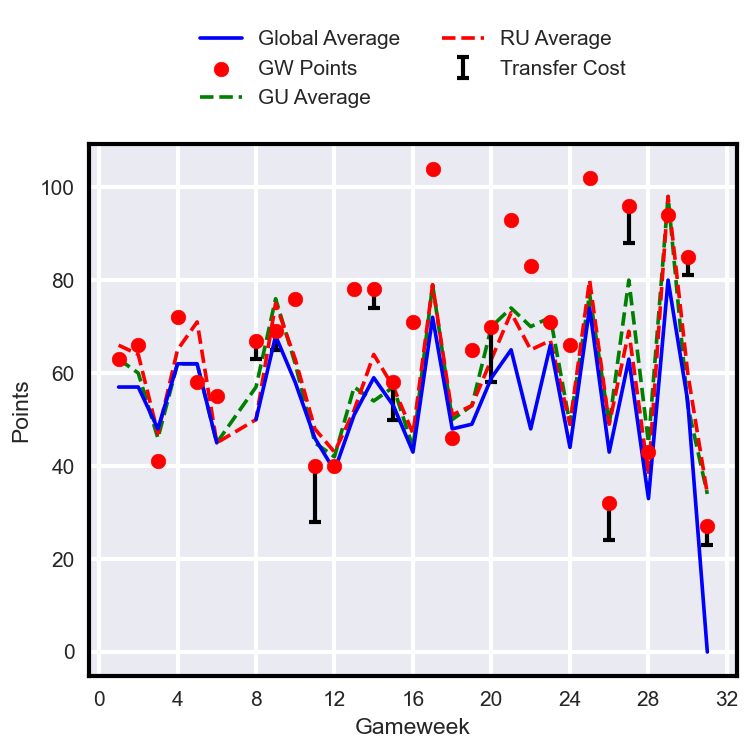 Global Average
GW Points
GU Average
RU Average
Transfer Cost
100
80
60
40
20
0
Points
0 4 8 12 16 20 24 28 32
Gameweek